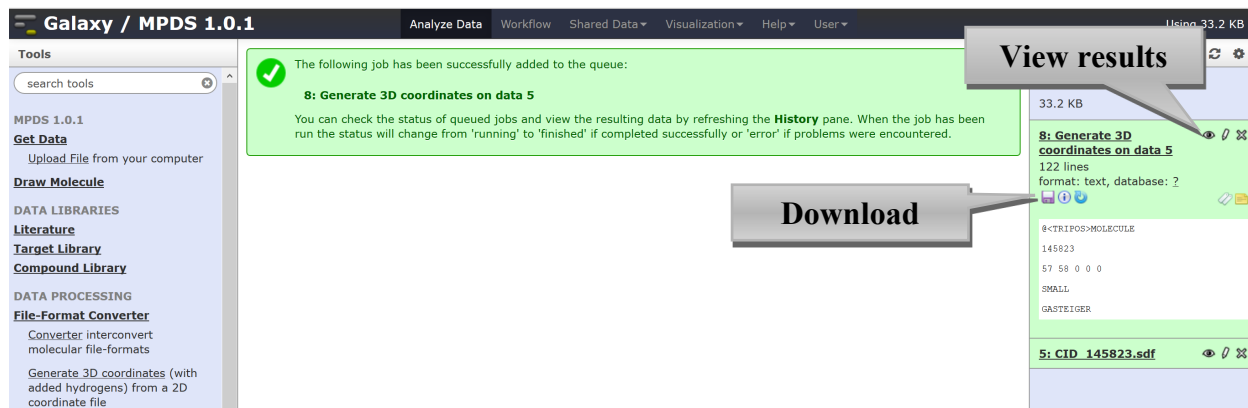 Galaxy / MPDS 1.0.1
Analyze Data Workflow Shared Data Visualization Help User
Using 33.2 KB
Tools
search tools
MPDS 1.0.1
Get Data
Upload File from your computer
Draw Molecule
DATA LIBRARIES
Literature
Target Library
Compound Library
DATA PROCESSING
File-Format Converter
Converter interconvert
molecular file-formats
Generate 3D coordinates (with
added hydrogens) from a 2D
coordinate file
The following job has been successfully added to the queue:
8: Generate 3D coordinates on data 5
You can check the status of queued jobs and view the resulting data by refreshing the History pane. When the job has been
run the status will change from 'running' to 'finished' if completed successfully or 'error' if problems were encountered.
View results
Download
33.2 KB
8: Generate 3D
coordinates on data 5
122 lines
format: text, database: ?
@<TRIPOS>MOLECULE
145823
57 58 0 0 0
SMALL
GASTEIGER
5: CID_145823.sdf